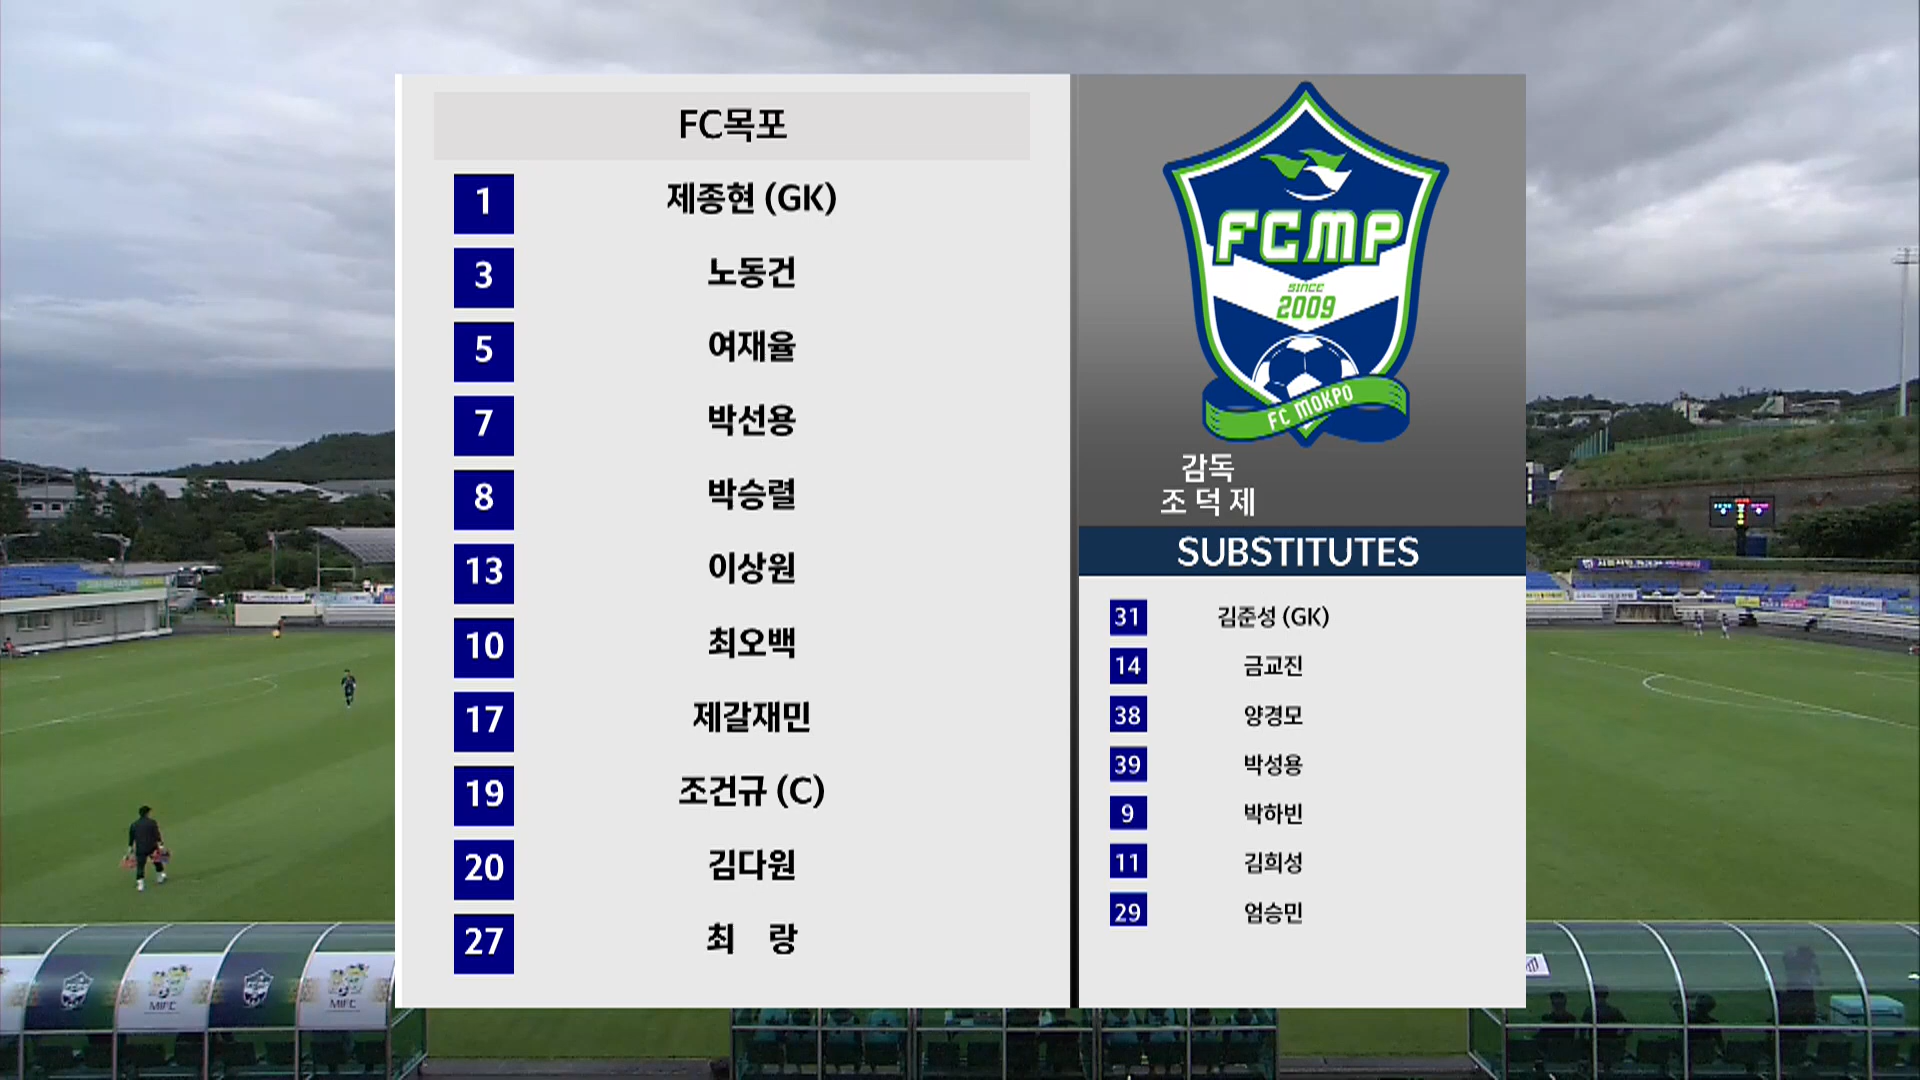 FC목포
1 제종현 (GK)
3 노동건
5 여재율
7 박선용
8 박승렬
13 이상원
10 최오백
17 제갈재민
19 조건규 (C)
20 김다원
27 최 랑
FCMP
SINCE
2009
FC MOKPO
감독
조덕제
SUBSTITUTES
31 김준성 (GK)
14 금교진
38 양경모
39 박성용
9 박하빈
11 김희성
29 엄승민
MIFC
MIFC